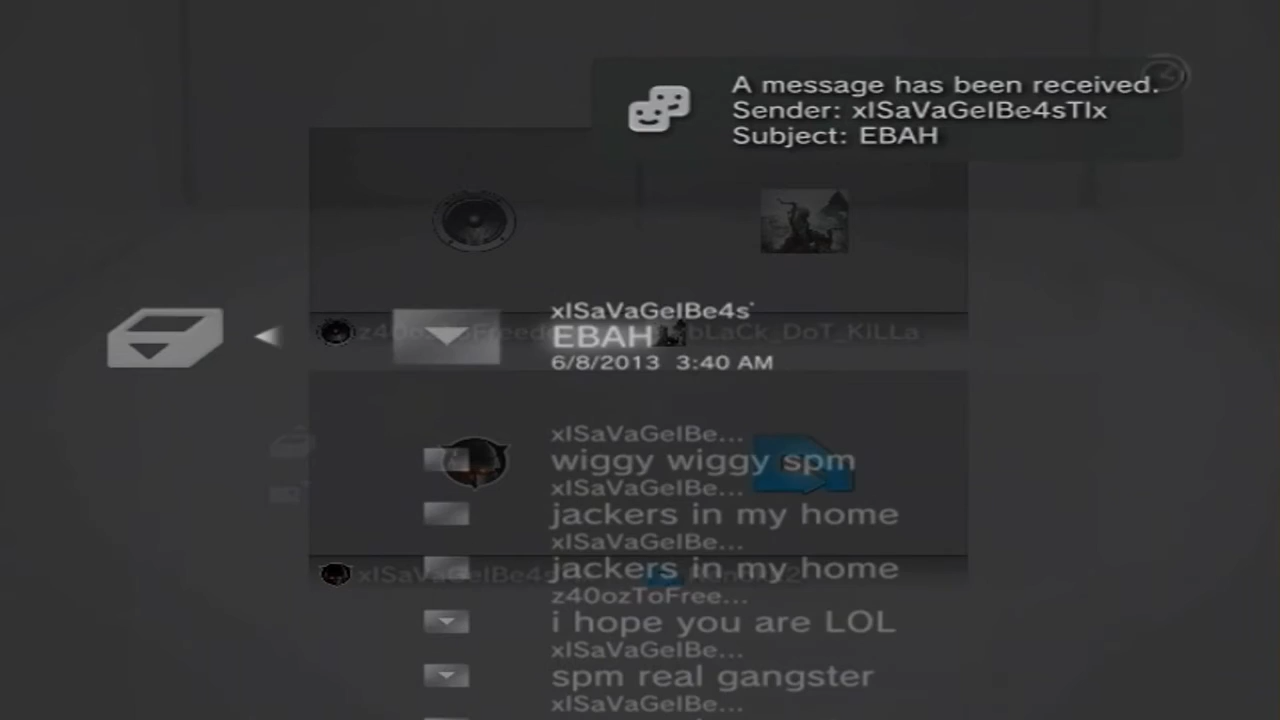 A message has been received.
Sender: xISaVaGeIBe4sTIx
Subject: EBAH
xISaVaGeIBe4s
EBAH
6/8/2013 3:40 AM
bLaCk_DoT_KILLa
xISaVaGeIBe...
wiggy wiggy spm
xISaVaGeIBe...
jackers in my home
xISaVaGeIBe...
jackers in my home
xISaVaGeIBe4s
z40ozToFree...
i hope you are LOL
xISaVaGeIBe...
spm real gangster
xISaVaGeIBe...